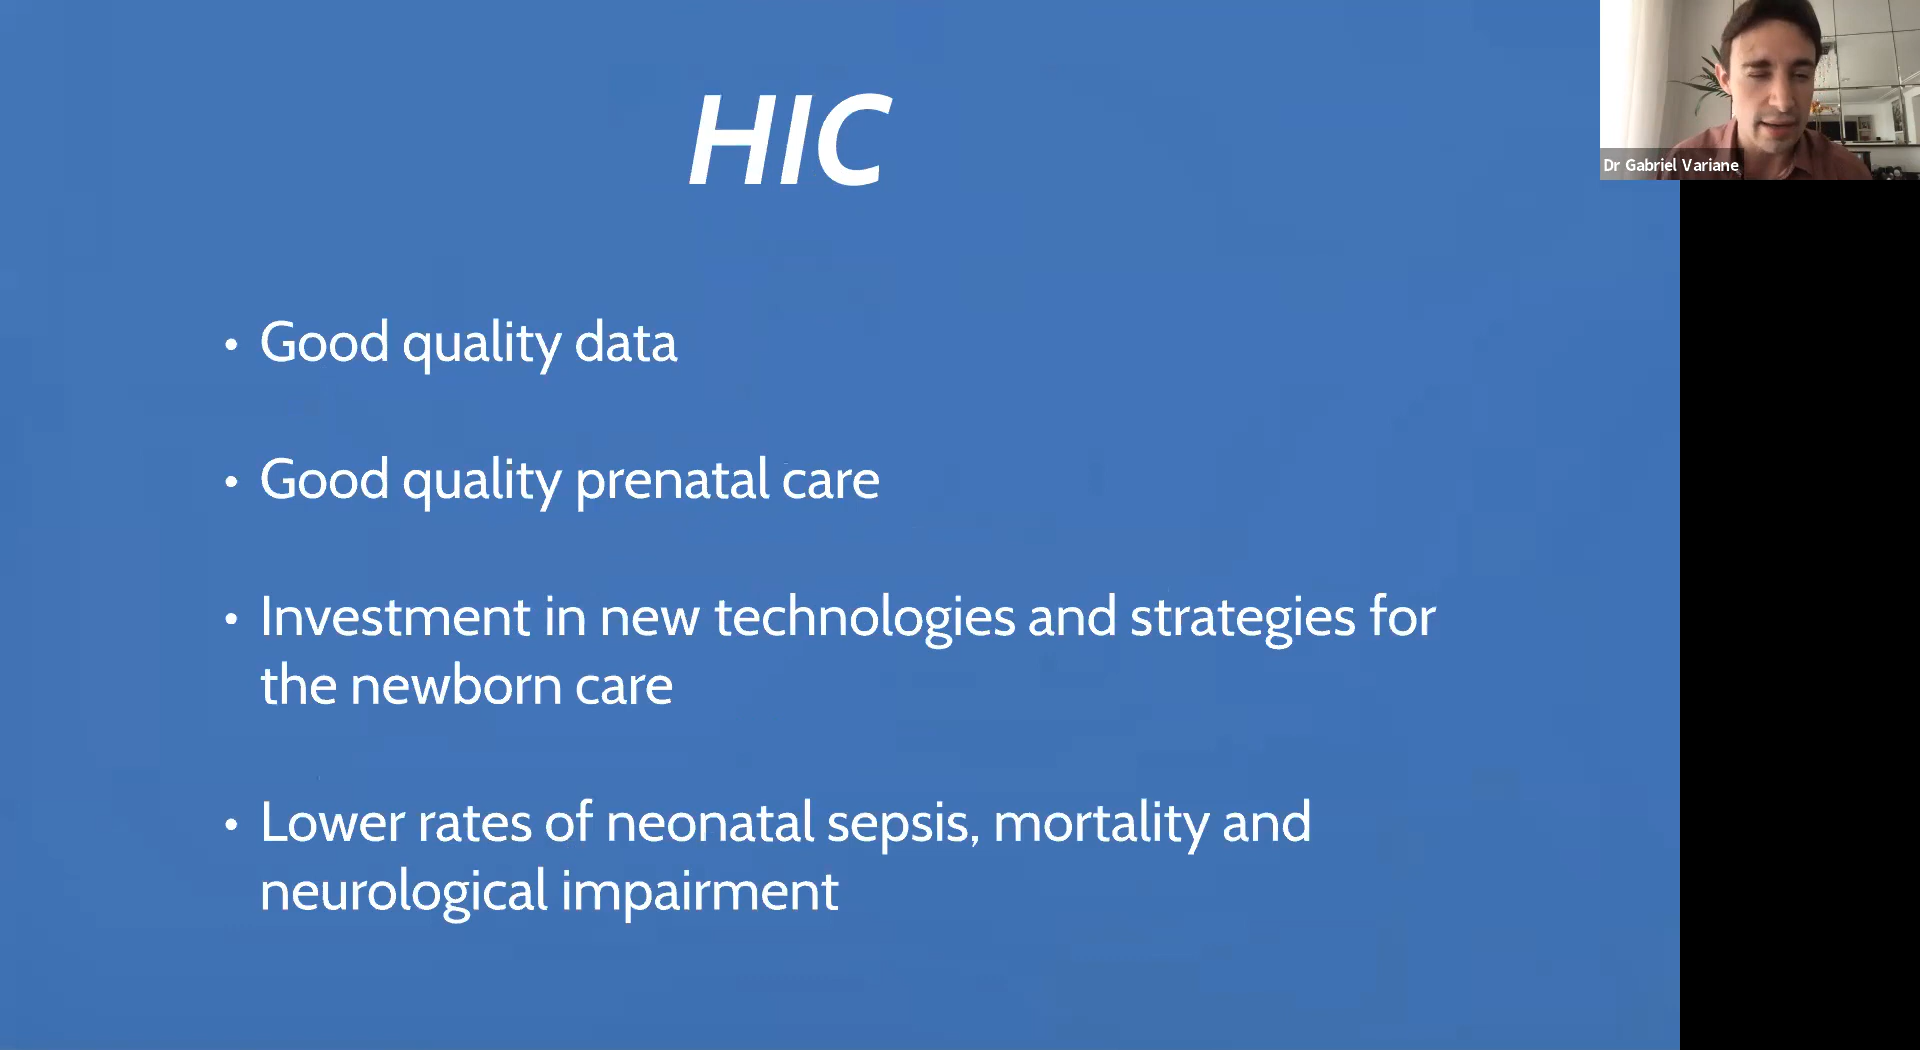 HIC
Dr Gabriel Variane
• Good quality data
• Good quality prenatal care
• Investment in new technologies and strategies for
the newborn care
• Lower rates of neonatal sepsis, mortality and
neurological impairment